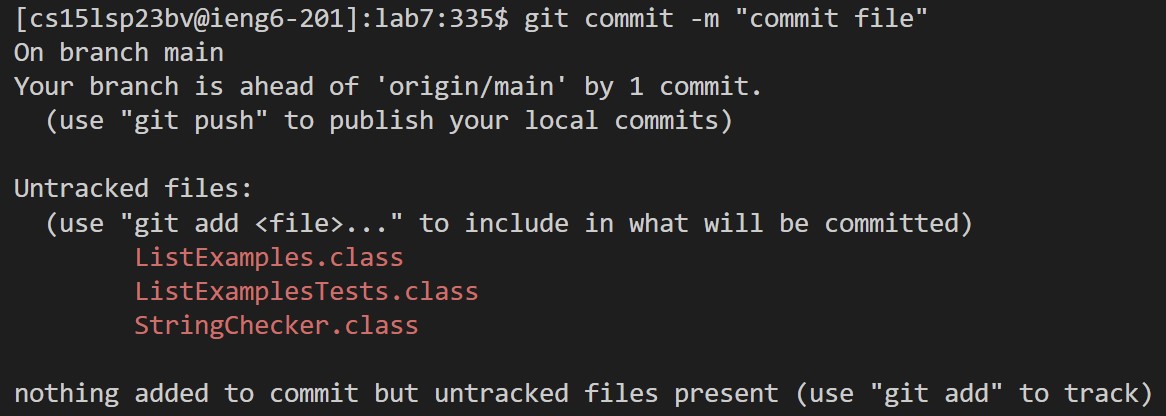 [cs15lsp23bv@ieng6-201]:lab7:335$ git commit -m "commit file"
On branch main
Your branch is ahead of 'origin/main' by 1 commit.
  (use "git push" to publish your local commits)

Untracked files:
  (use "git add <file>..." to include in what will be committed)
        ListExamples.class
        ListExamplesTests.class
        StringChecker.class

nothing added to commit but untracked files present (use "git add" to track)